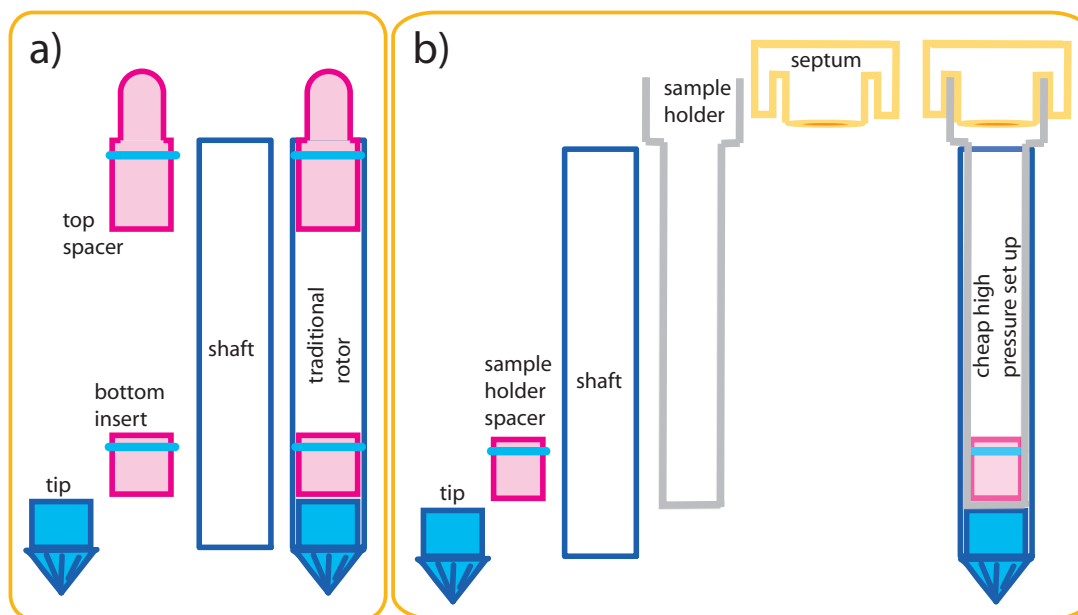 a)
top
spacer
shaft
traditional
rotor
bottom
insert
tip
b)
septum
sample
holder
sample
holder
spacer
shaft
tip
cheap high
pressure set up